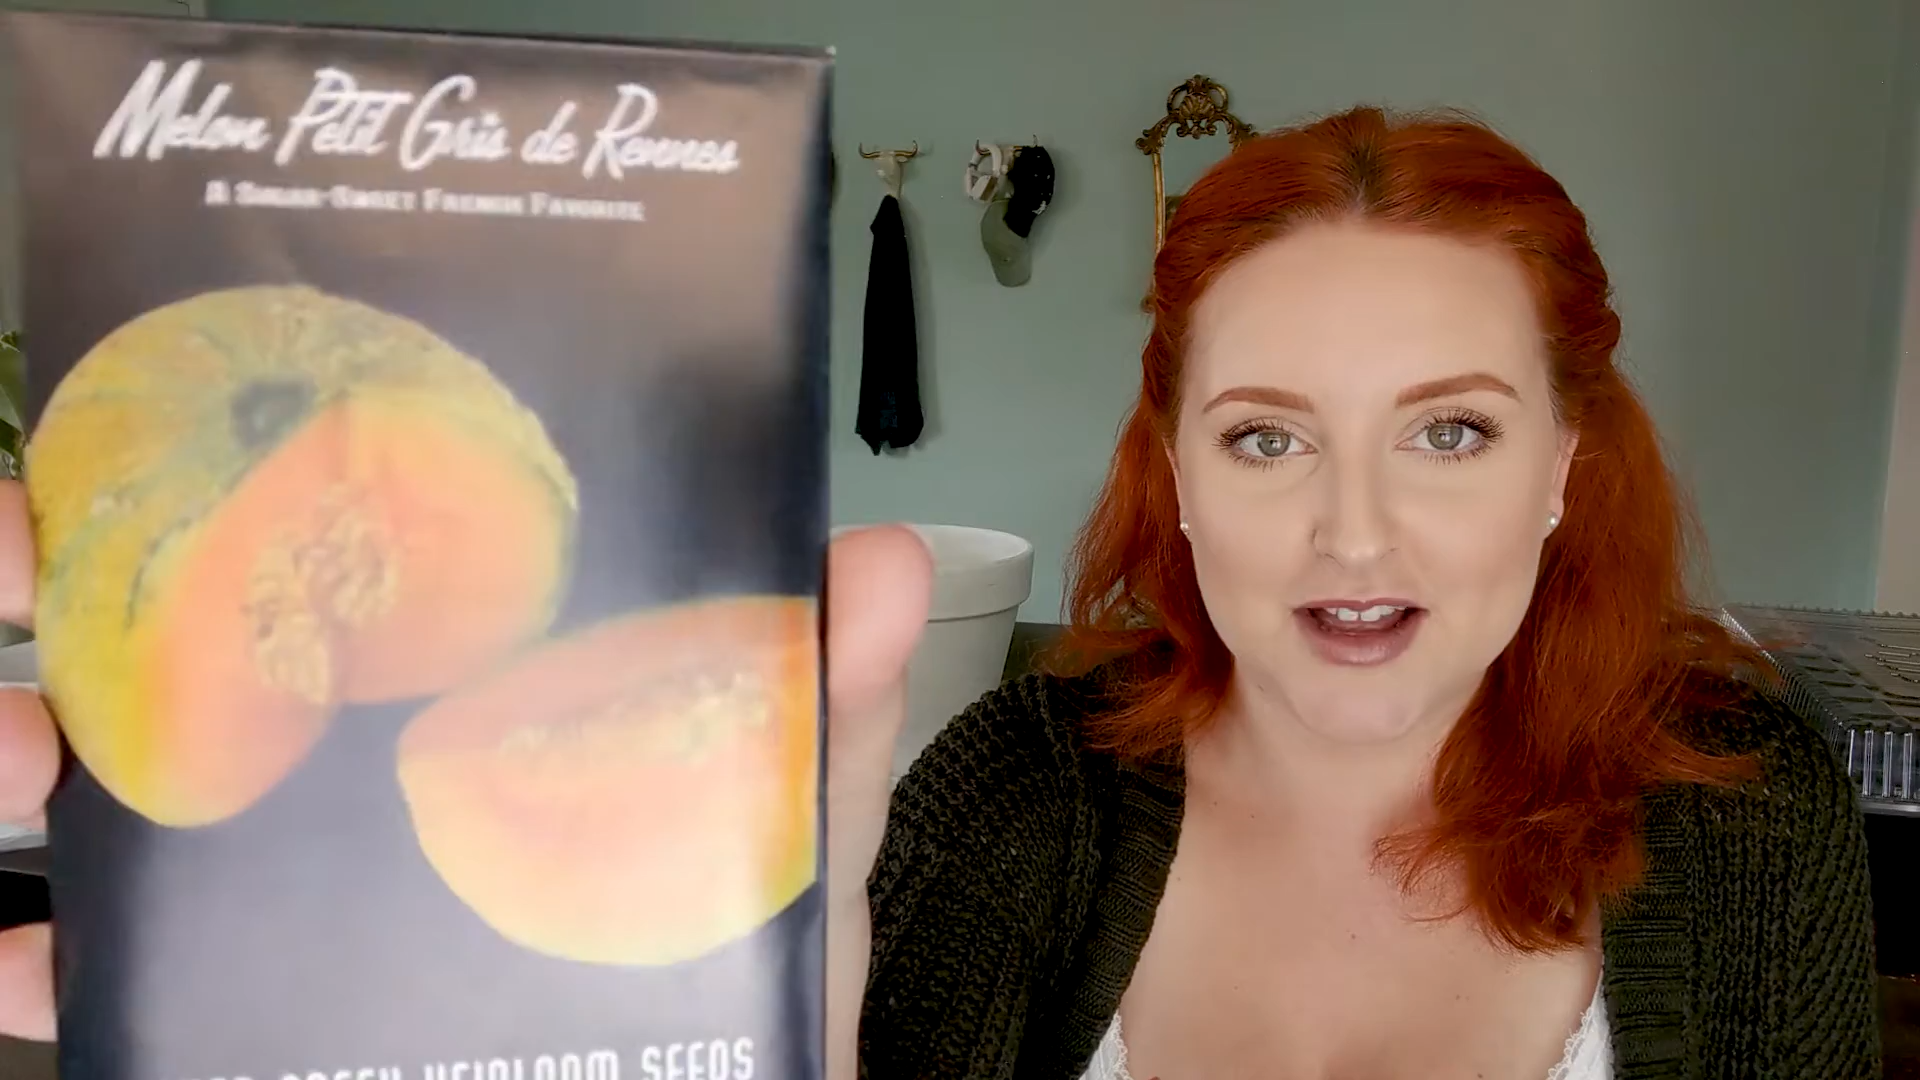 Melon Petit Gris de Rennes
A Sugar-Sweet French Favorite
HEIRLOOM SEEDS